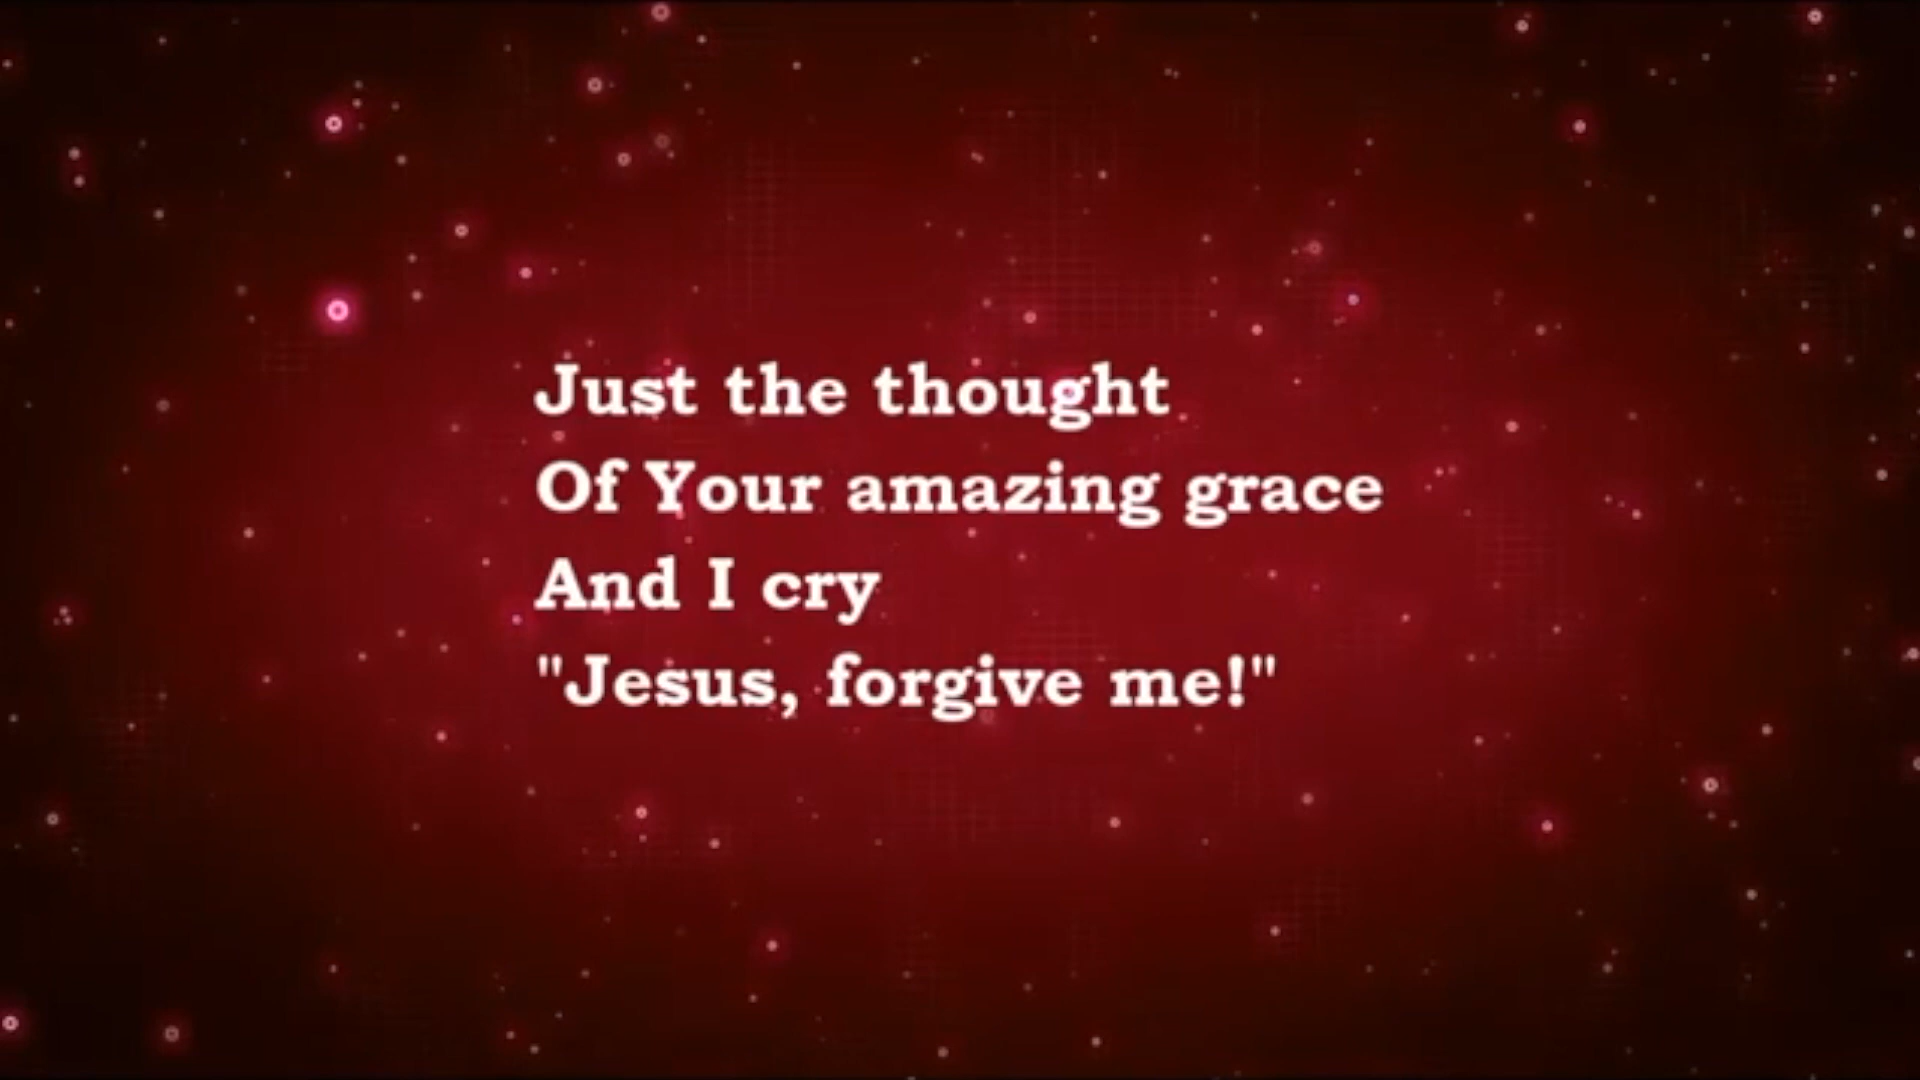 Just the thought
Of Your amazing grace
And I cry
"Jesus, forgive me!"